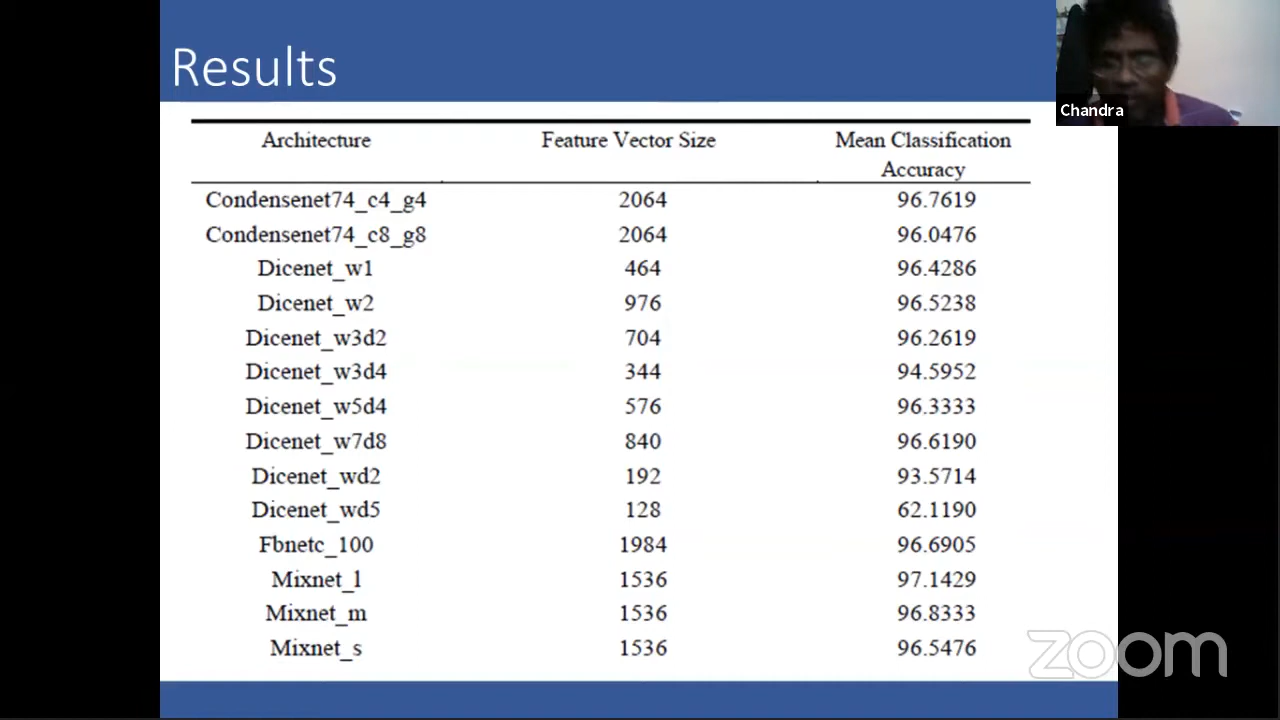 Results
Chandra
Architecture Feature Vector Size Mean Classification
Accuracy
Condensenet74_c4_g4 2064 96.7619
Condensenet74_c8_g8 2064 96.0476
Dicenet_w1 464 96.4286
Dicenet_w2 976 96.5238
Dicenet_w3d2 704 96.2619
Dicenet_w3d4 344 94.5952
Dicenet_w5d4 576 96.3333
Dicenet_w7d8 840 96.6190
Dicenet_wd2 192 93.5714
Dicenet_wd5 128 62.1190
Fbnetc_100 1984 96.6905
Mixnet_l 1536 97.1429
Mixnet_m 1536 96.8333
Mixnet_s 1536 96.5476
zoom